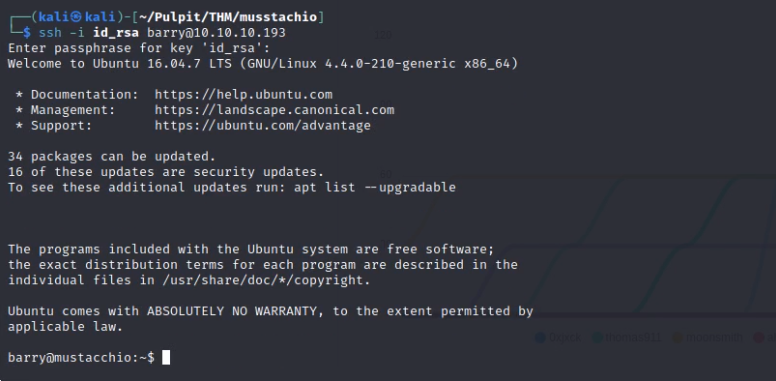 ┌──(kali㉿kali)-[~/Pulpit/THM/musstachio]
└─$ ssh -i id_rsa barry@10.10.10.193
Enter passphrase for key 'id_rsa':
Welcome to Ubuntu 16.04.7 LTS (GNU/Linux 4.4.0-210-generic x86_64)
* Documentation:  https://help.ubuntu.com
* Management:     https://landscape.canonical.com
* Support:        https://ubuntu.com/advantage
34 packages can be updated.
16 of these updates are security updates.
To see these additional updates run: apt list --upgradable
The programs included with the Ubuntu system are free software;
the exact distribution terms for each program are described in the
individual files in /usr/share/doc/*/copyright.
Ubuntu comes with ABSOLUTELY NO WARRANTY, to the extent permitted by
applicable law.
barry@mustacchio:~$